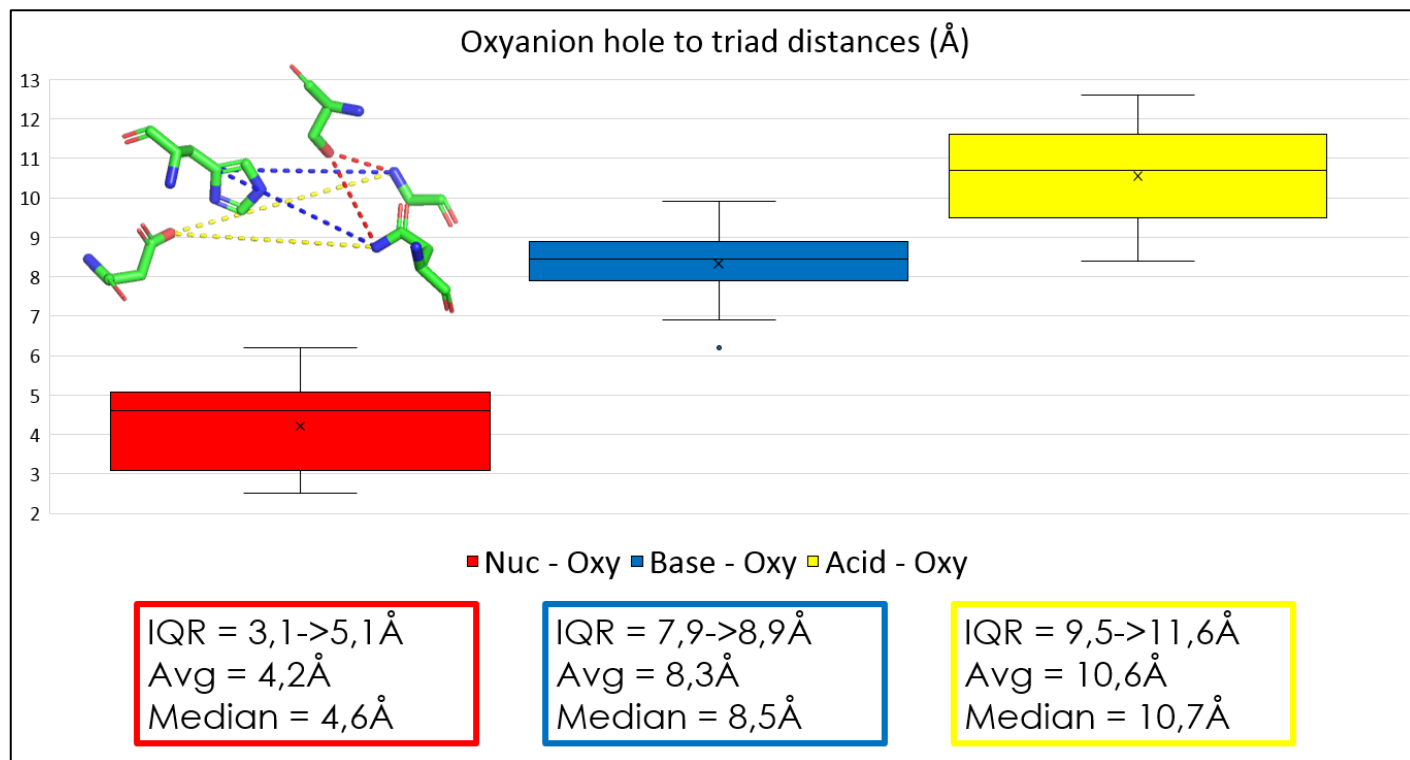 Oxyanion hole to triad distances (Å)
13
12
11
10
9
8
7
6
5
4
3
2
Nuc - Oxy Base - Oxy Acid - Oxy
IQR = 3,1->5,1Å
Avg = 4,2Å
Median = 4,6Å
IQR = 7,9->8,9Å
Avg = 8,3Å
Median = 8,5Å
IQR = 9,5->11,6Å
Avg = 10,6Å
Median = 10,7Å